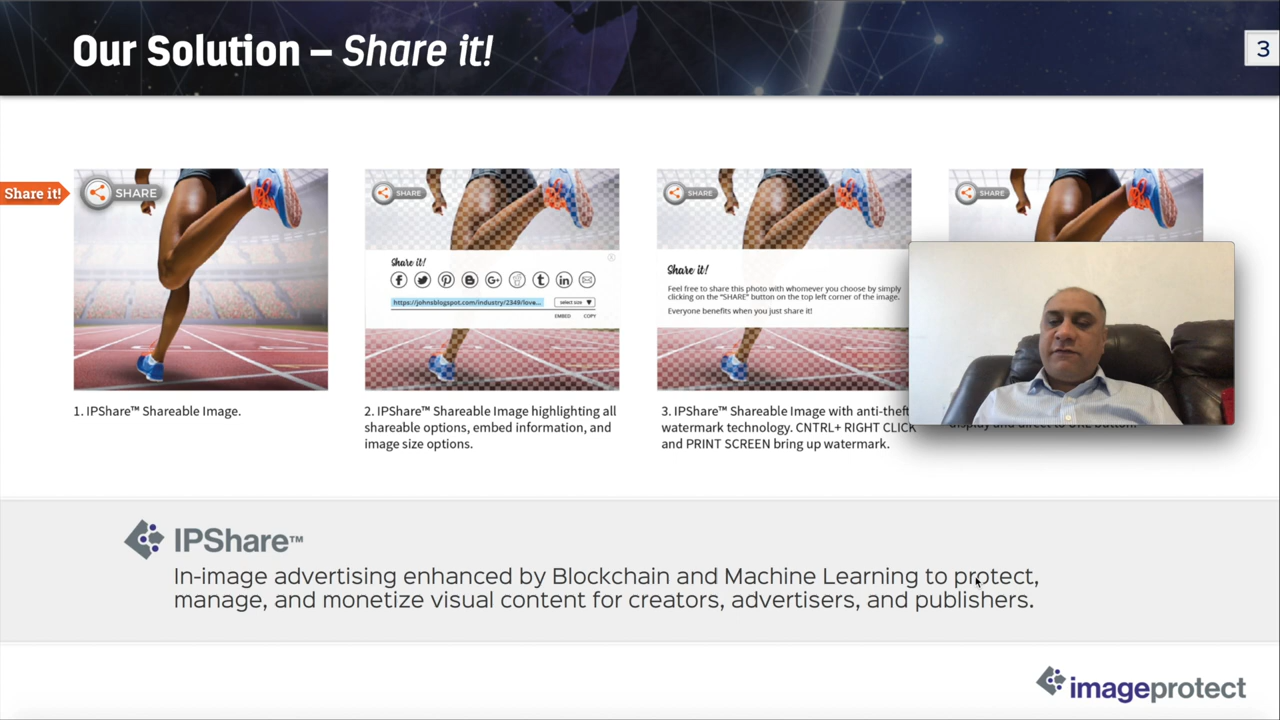 Our Solution – Share it!
3
Share it!
SHARE
1. IPShare™ Shareable Image.
SHARE
Share it!
https://johnsblogspot.com/industry/2349/love...
select size ▼
EMBED COPY
2. IPShare™ Shareable Image highlighting all
shareable options, embed information, and
image size options.
SHARE
Share it!
Feel free to share this photo with whomever you choose by simply
clicking on the "SHARE" button on the top left corner of the image.
Everyone benefits when you just share it!
3. IPShare™ Shareable Image with anti-theft
watermark technology. CNTRL+ RIGHT CLICK
and PRINT SCREEN bring up watermark.
SHARE
display and direct to URL button.
IPShare™
In-image advertising enhanced by Blockchain and Machine Learning to protect,
manage, and monetize visual content for creators, advertisers, and publishers.
imageprotect